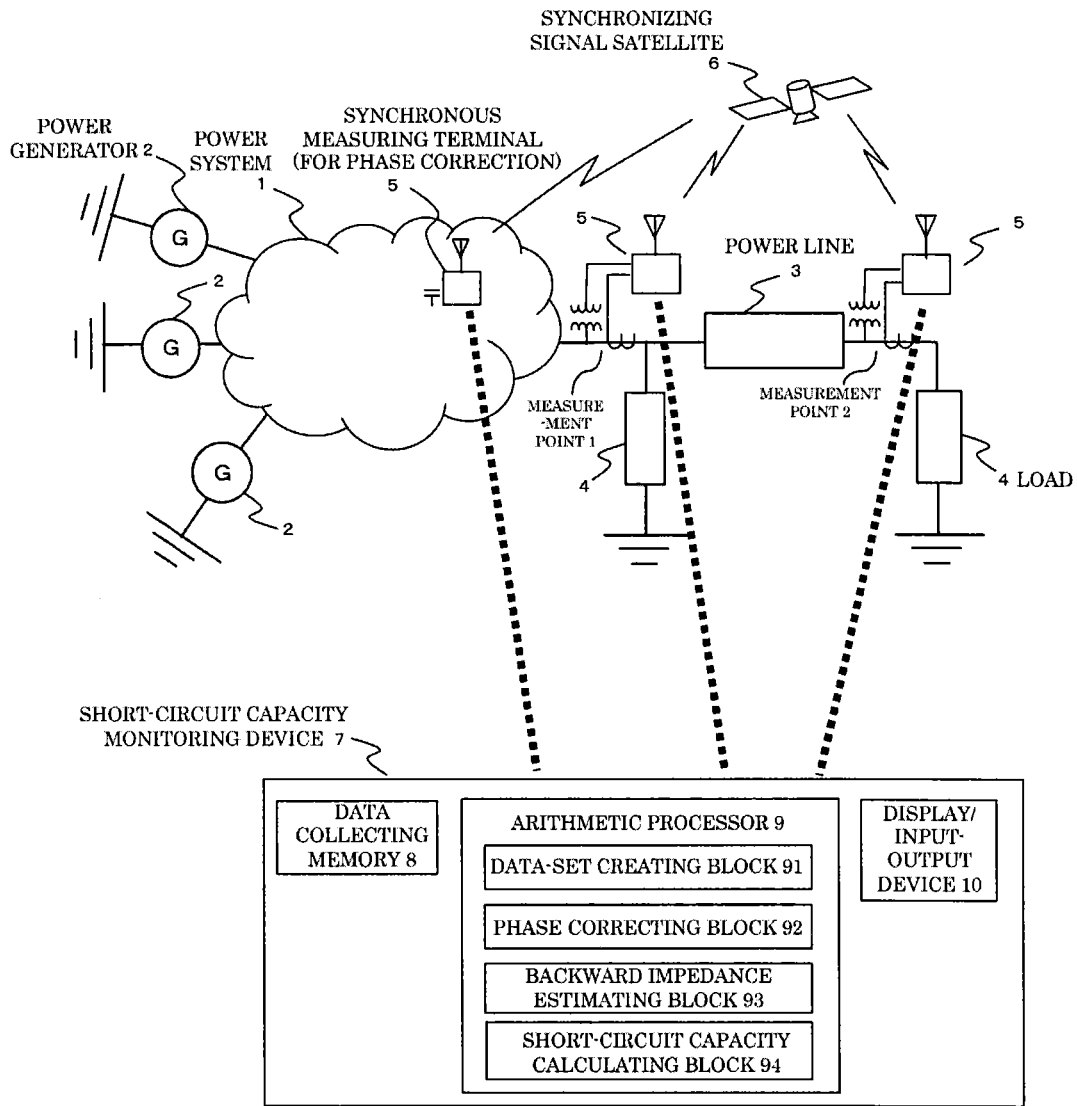 SYNCHRONIZING
SIGNAL SATELLITE
6
SYNCHRONOUS
MEASURING TERMINAL
(FOR PHASE CORRECTION)
5
POWER
GENERATOR 2
POWER
SYSTEM
1
G
2
G
G
2
5
POWER LINE
3
5
MEASURE
-MENT
POINT 1
MEASUREMENT
POINT 2
4
4 LOAD
SHORT-CIRCUIT CAPACITY
MONITORING DEVICE 7
DATA
COLLECTING
MEMORY 8
ARITHMETIC PROCESSOR 9
DATA-SET CREATING BLOCK 91
PHASE CORRECTING BLOCK 92
BACKWARD IMPEDANCE
ESTIMATING BLOCK 93
SHORT-CIRCUIT CAPACITY
CALCULATING BLOCK 94
DISPLAY/
INPUT-
OUTPUT
DEVICE 10